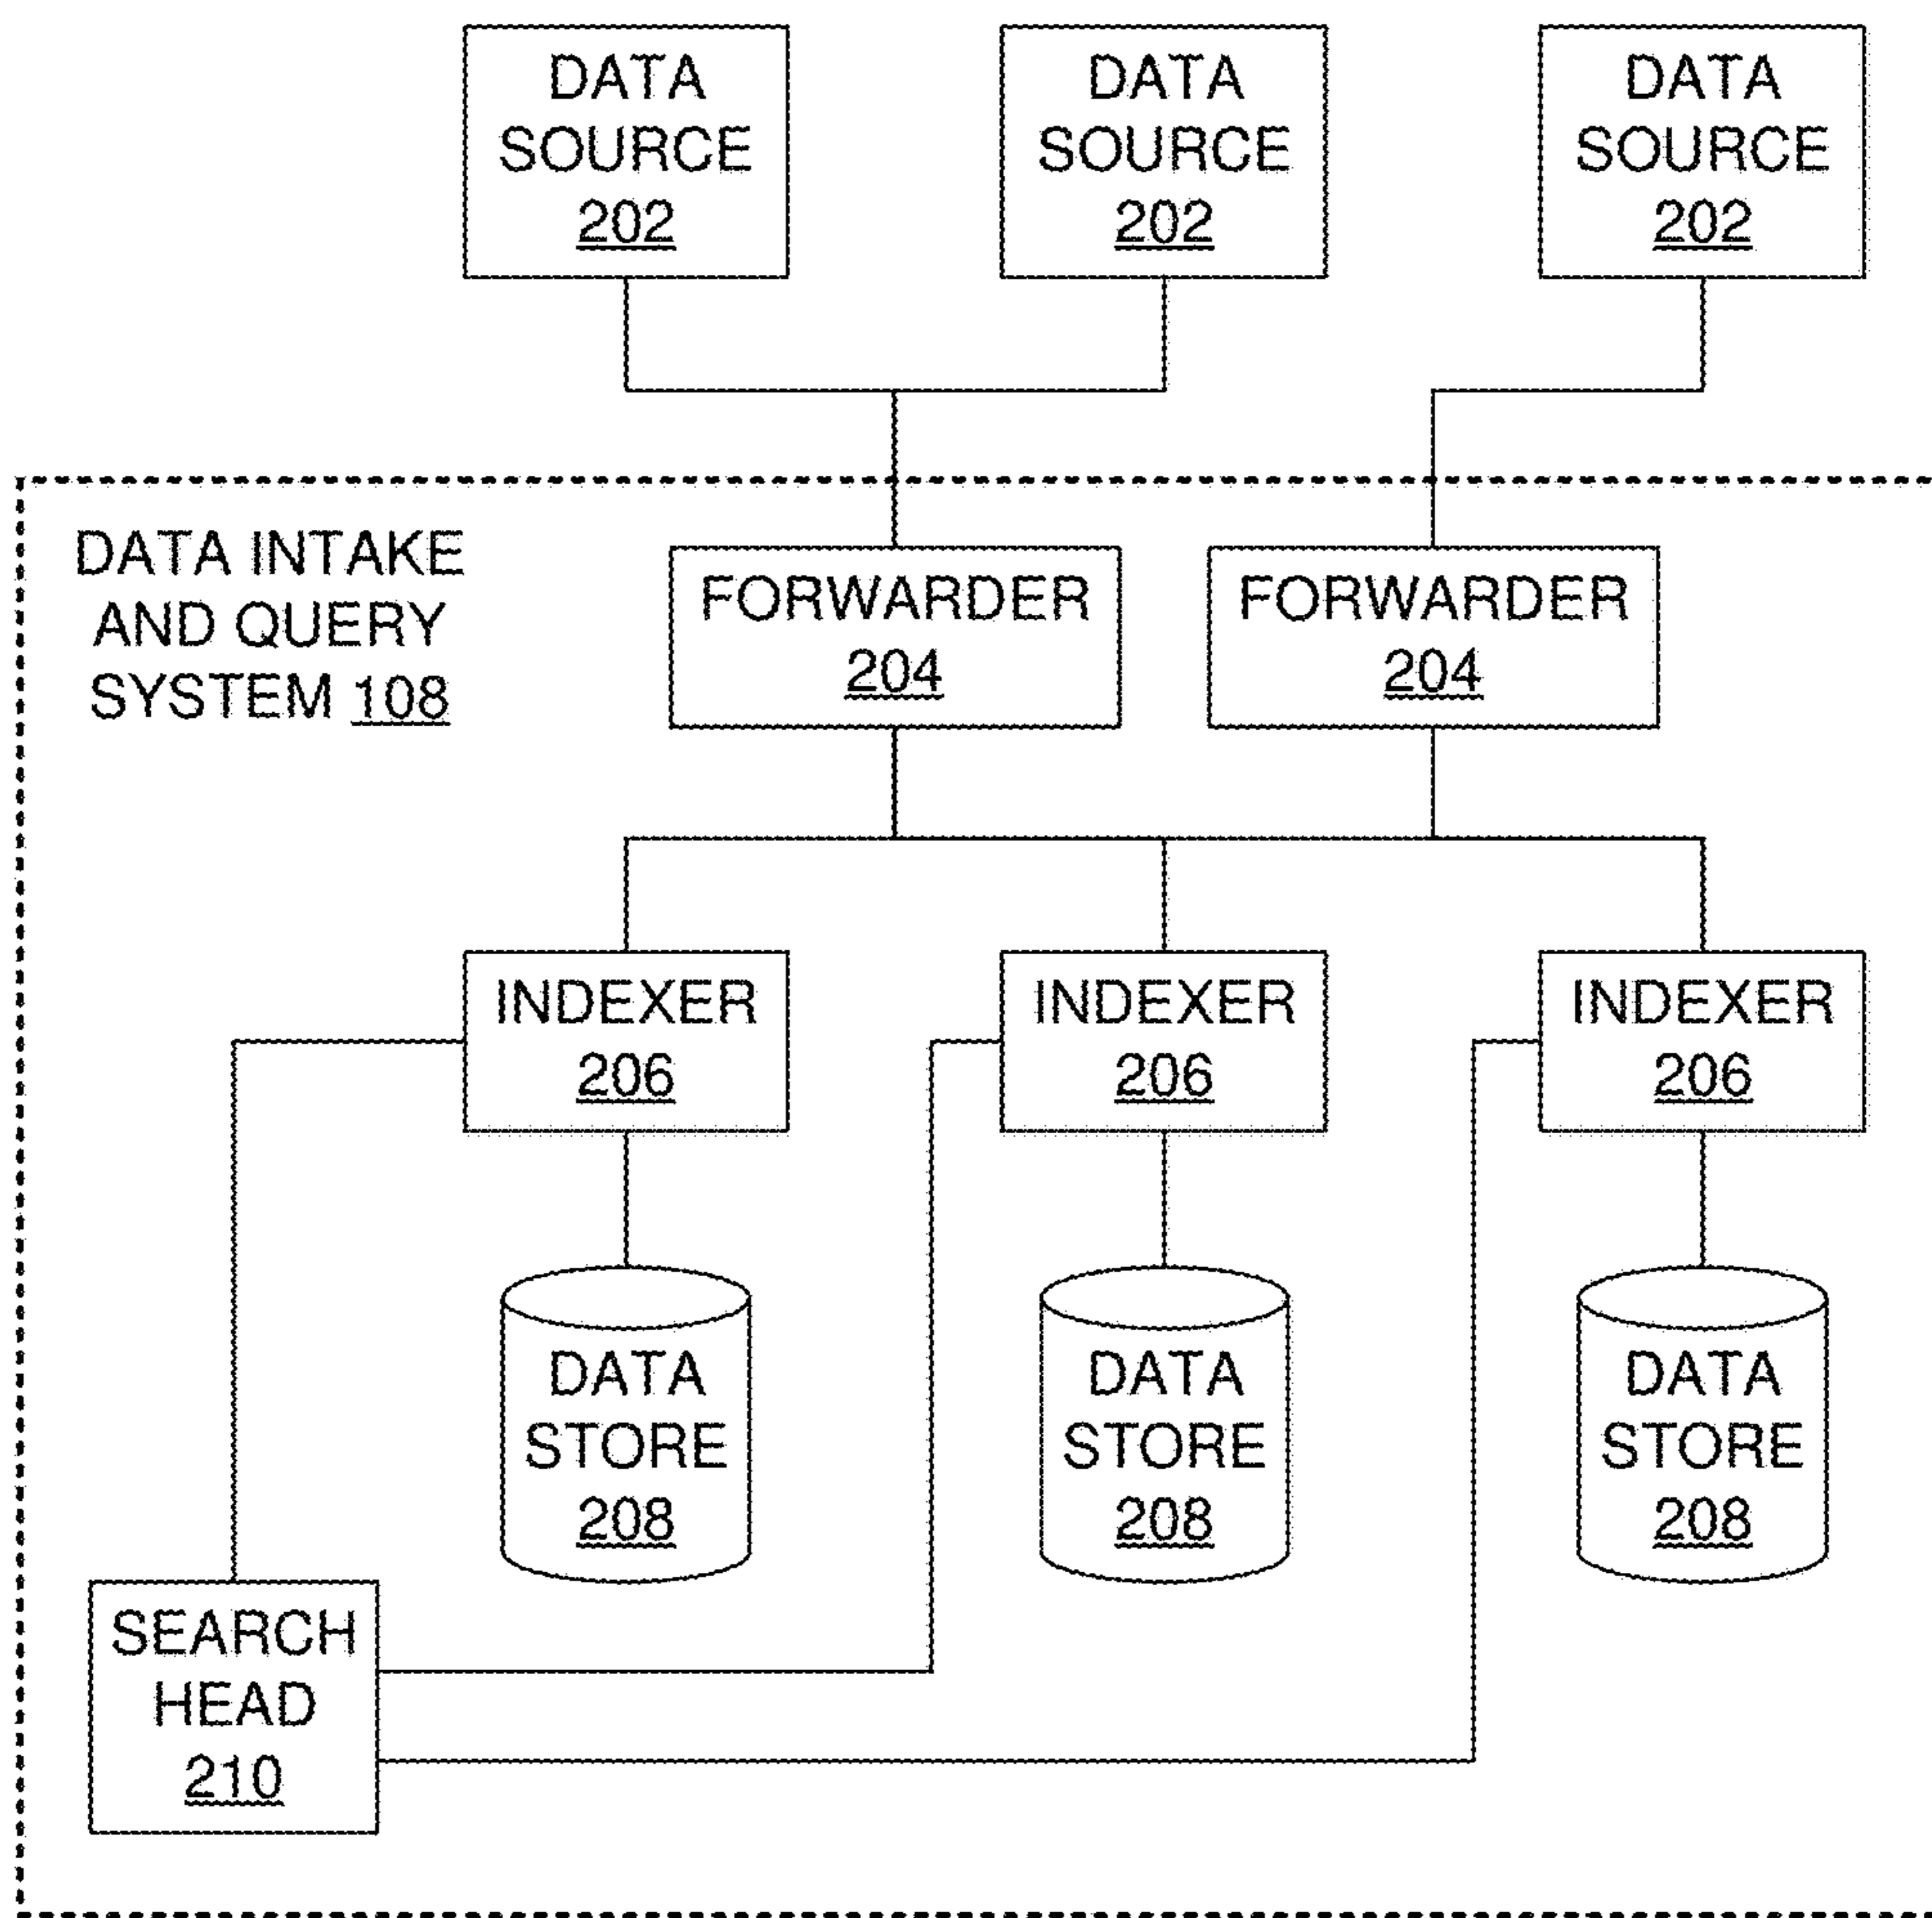 DATA
SOURCE
202
DATA
SOURCE
202
DATA
SOURCE
202
DATA INTAKE
AND QUERY
SYSTEM 108
FORWARDER
204
FORWARDER
204
INDEXER
206
INDEXER
206
INDEXER
206
DATA
STORE
208
DATA
STORE
208
DATA
STORE
208
SEARCH
HEAD
210